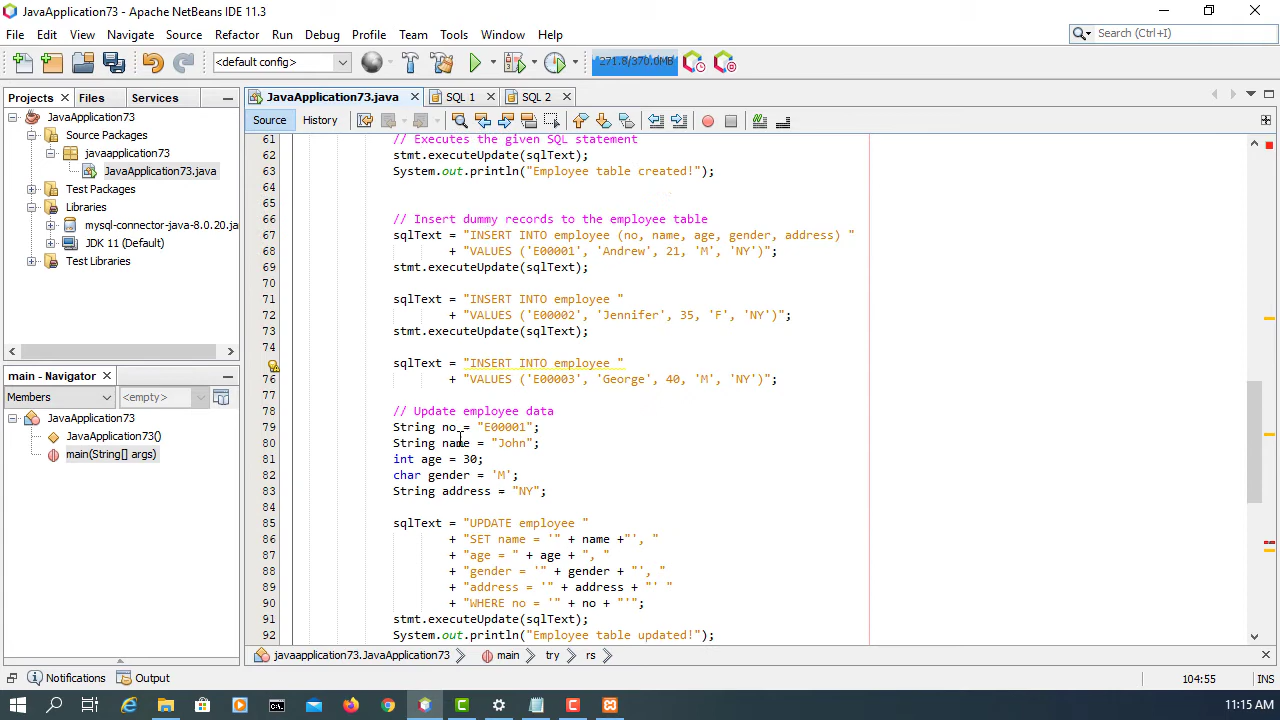 JavaApplication73 - Apache NetBeans IDE 11.3
File Edit View Navigate Source Refactor Run Debug Profile Team Tools Window Help
Search (Ctrl+I)
<default config>
271.8/370.0MB
Projects Files Services
JavaApplication73.java SQL 1 SQL 2
JavaApplication73
Source Packages
javaapplication73
JavaApplication73.java
Test Packages
Libraries
mysql-connector-java-8.0.20.ja
JDK 11 (Default)
Test Libraries
main - Navigator
Members <empty>
JavaApplication73
JavaApplication73()
main(String[] args)
Source History
61 // Executes the given SQL statement
62 stmt.executeUpdate(sqlText);
63 System.out.println("Employee table created!");
64
65
66 // Insert dummy records to the employee table
67 sqlText = "INSERT INTO employee (no, name, age, gender, address) "
68 + "VALUES ('E00001', 'Andrew', 21, 'M', 'NY')";
69 stmt.executeUpdate(sqlText);
70
71 sqlText = "INSERT INTO employee "
72 + "VALUES ('E00002', 'Jennifer', 35, 'F', 'NY')";
73 stmt.executeUpdate(sqlText);
74
sqlText = "INSERT INTO employee "
76 + "VALUES ('E00003', 'George', 40, 'M', 'NY')";
77
78 // Update employee data
79 String no = "E00001";
80 String name = "John";
81 int age = 30;
82 char gender = 'M';
83 String address = "NY";
84
85 sqlText = "UPDATE employee "
86 + "SET name = '" + name +"', "
87 + "age = " + age + ", "
88 + "gender = '" + gender + "', "
89 + "address = '" + address + "' "
90 + "WHERE no = '" + no + "'";
91 stmt.executeUpdate(sqlText);
92 System.out.println("Employee table updated!");
javaapplication73.JavaApplication73 main try rs
Notifications Output
104:55 INS
11:15 AM